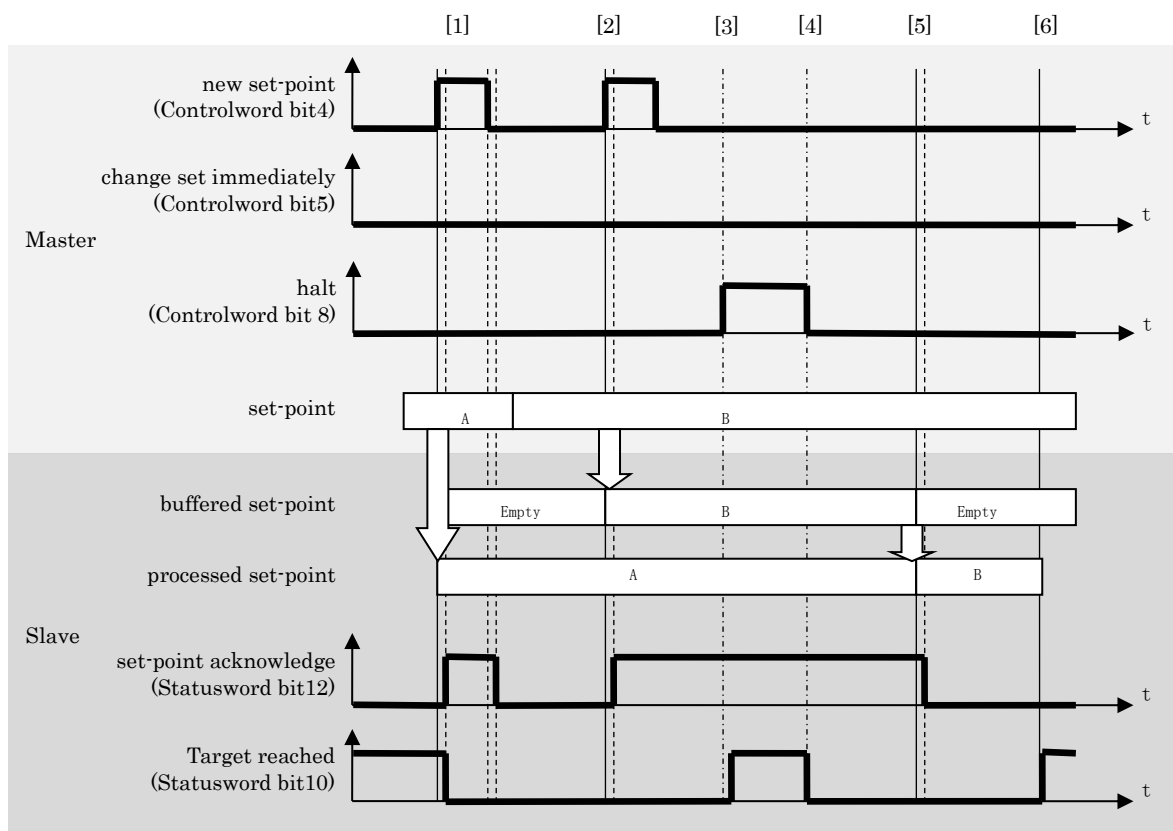 [1] [2] [3] [4] [5] [6]
new set-point
(Controlword bit4)
t
change set immediately
(Controlword bit5)
t
Master
halt
(Controlword bit 8)
t
set-point
A B
buffered set-point
Empty B Empty
processed set-point
A B
Slave
set-point acknowledge
(Statusword bit12)
t
Target reached
(Statusword bit10)
t